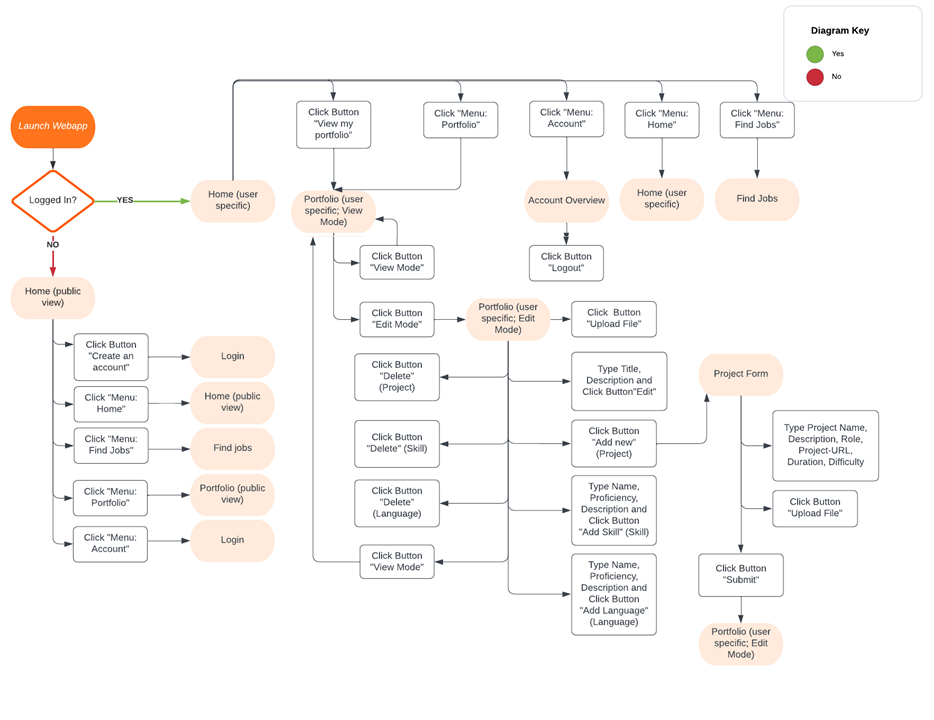 Diagram Key
Yes
No
Launch Webapp
Logged In?
YES
NO
Home (user
specific)
Click Button
"View my
portfolio"
Click "Menu:
Portfolio"
Click "Menu:
Account"
Click "Menu:
Home"
Click "Menu:
Find Jobs"
Portfolio (user
specific; View
Mode)
Account Overview
Home (user
specific)
Find Jobs
Click Button
"View Mode"
Click Button
"Logout"
Home (public
view)
Click Button
"Edit Mode"
Portfolio (user
specific; Edit
Mode)
Click  Button
"Upload File"
Click Button
"Create an
account"
Login
Click "Menu:
Home"
Home (public
view)
Click "Menu:
Find Jobs"
Find jobs
Click "Menu:
Portfolio"
Portfolio (public
view)
Click "Menu:
Account"
Login
Click Button
"Delete"
(Project)
Type Title,
Description and
Click Button"Edit"
Click Button
"Delete" (Skill)
Click Button
"Add new"
(Project)
Click Button
"Delete"
(Language)
Type Name,
Proficiency,
Description and
Click Button
"Add Skill" (Skill)
Click Button
"View Mode"
Type Name,
Proficiency,
Description and
Click Button
"Add Language"
(Language)
Project Form
Type Project Name,
Description, Role,
Project-URL,
Duration, Difficulty
Click Button
"Upload File"
Click Button
"Submit"
Portfolio (user
specific; Edit
Mode)